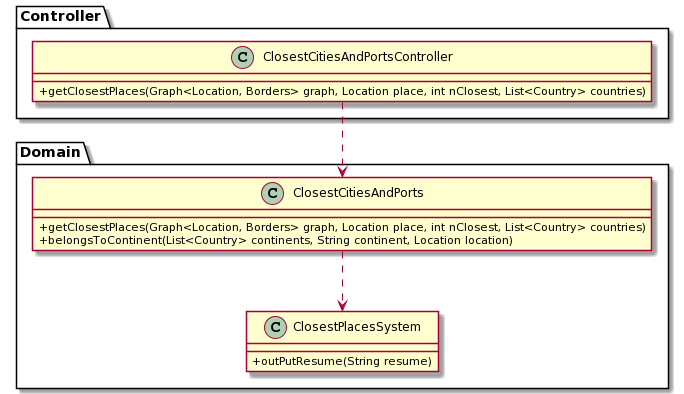 Controller
C ClosestCitiesAndPortsController
+getClosestPlaces(Graph<Location, Borders> graph, Location place, int nClosest, List<Country> countries)
Domain
C ClosestCitiesAndPorts
+getClosestPlaces(Graph<Location, Borders> graph, Location place, int nClosest, List<Country> countries)
+belongsToContinent(List<Country> continents, String continent, Location location)
C ClosestPlacesSystem
+outPutResume(String resume)